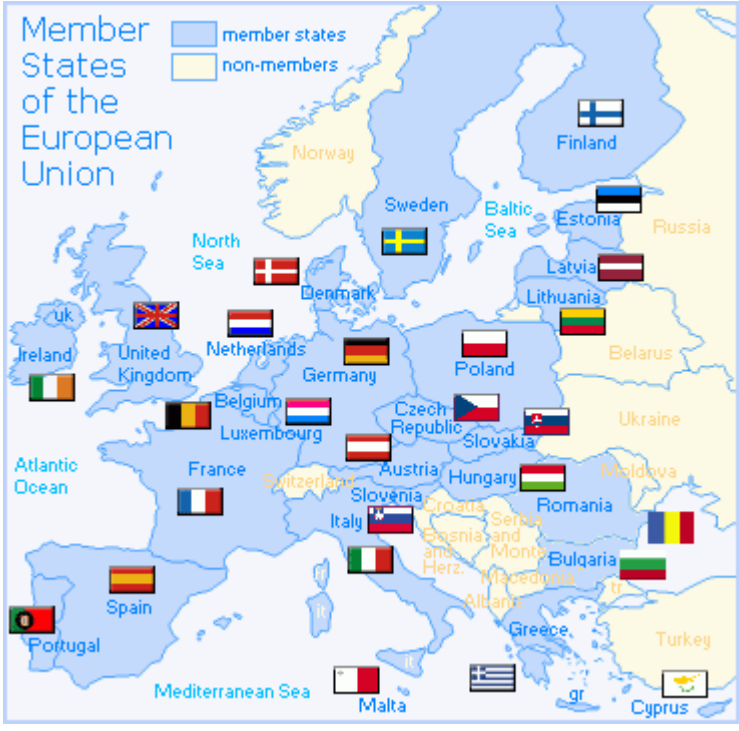 Member
States
of the
European
Union
member states
non-members
Norway
Finland
Sweden
Baltic
Sea
Estonia
Russia
North
Sea
Latvia
Denmark
Lithuania
uk
Ireland
United
Kingdom
Netherlands
Germany
Poland
Belarus
Belgium
Luxembourg
Czech
Republic
Slovakia
Ukraine
Atlantic
Ocean
France
Switzerland
Austria
Hungary
Moldova
Slovenia
Italy
Croatia
Romania
Bosnia
and
Herz.
Serbia
and
Monte
Bulgaria
Macedonia
tr
Spain
it
Portugal
Greece
Turkey
it
Mediterranean Sea
Malta
gr
Cyprus